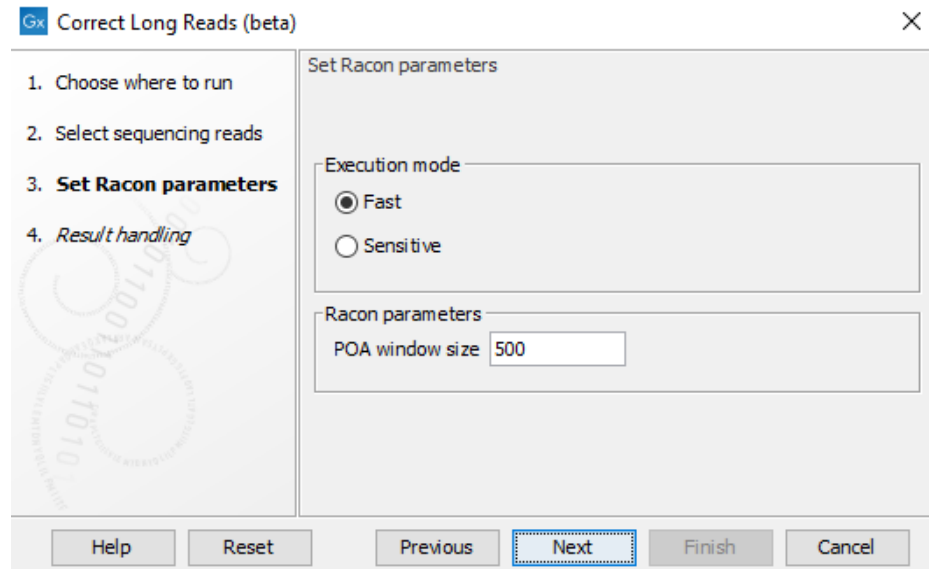 Gx Correct Long Reads (beta)
1. Choose where to run
2. Select sequencing reads
3. Set Racon parameters
4. Result handling
Set Racon parameters
Execution mode
Fast
Sensitive
Racon parameters
POA window size 500
Help Reset Previous Next Finish Cancel